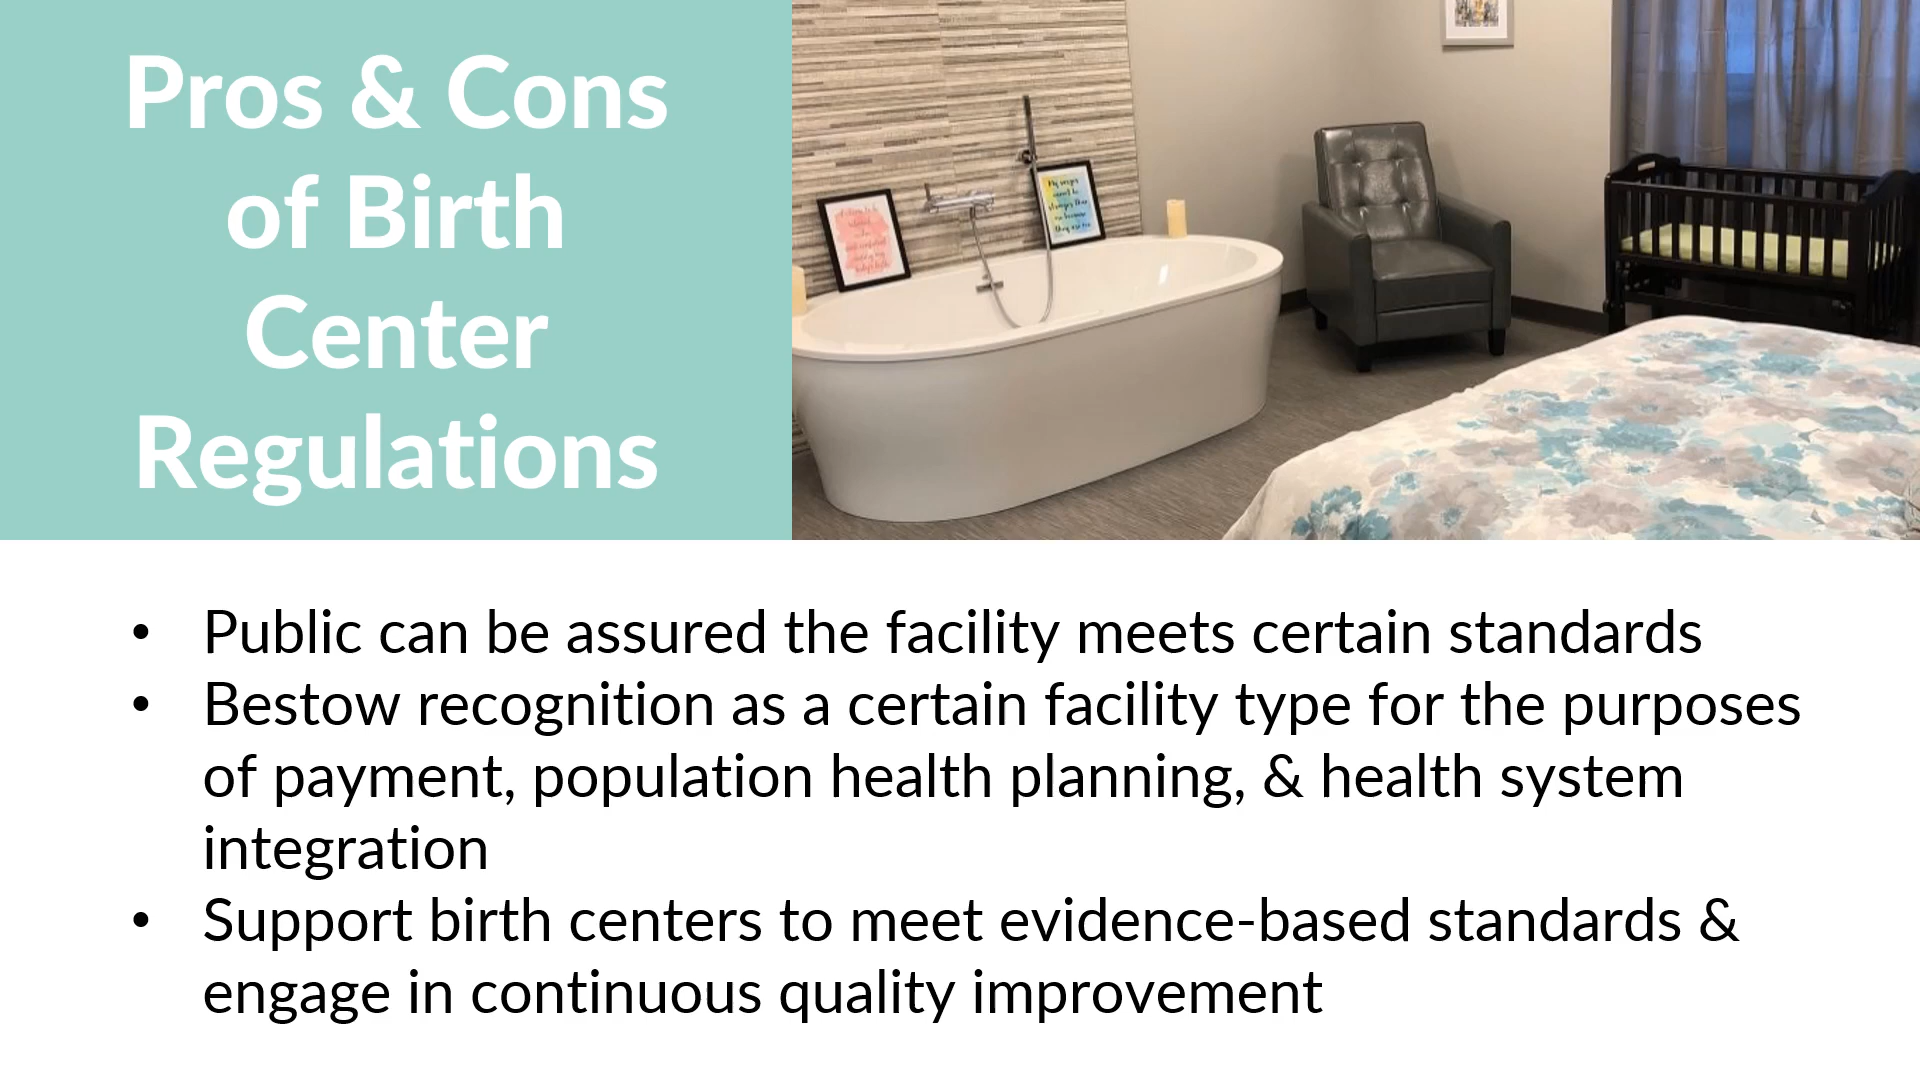 Pros & Cons
of Birth
Center
Regulations
• Public can be assured the facility meets certain standards
• Bestow recognition as a certain facility type for the purposes
of payment, population health planning, & health system
integration
• Support birth centers to meet evidence-based standards &
engage in continuous quality improvement